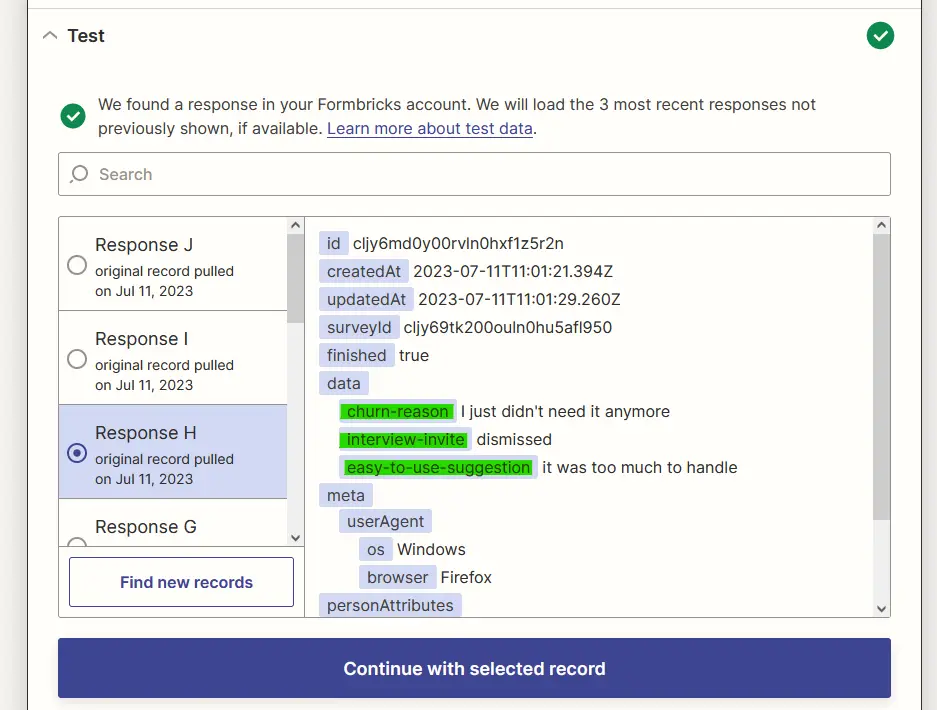 Test
We found a response in your Formbricks account. We will load the 3 most recent responses not
previously shown, if available. Learn more about test data.
Search
Response J
original record pulled
on Jul 11, 2023
Response I
original record pulled
on Jul 11, 2023
Response H
original record pulled
on Jul 11, 2023
Response G
Find new records
id cljy6md0y00rvln0hxf1z5r2n
createdAt 2023-07-11T11:01:21.394Z
updatedAt 2023-07-11T11:01:29.260Z
surveyId cljy69tk200ouln0hu5afl950
finished true
data
churn-reason I just didn't need it anymore
interview-invite dismissed
easy-to-use-suggestion it was too much to handle
meta
userAgent
os Windows
browser Firefox
personAttributes
Continue with selected record